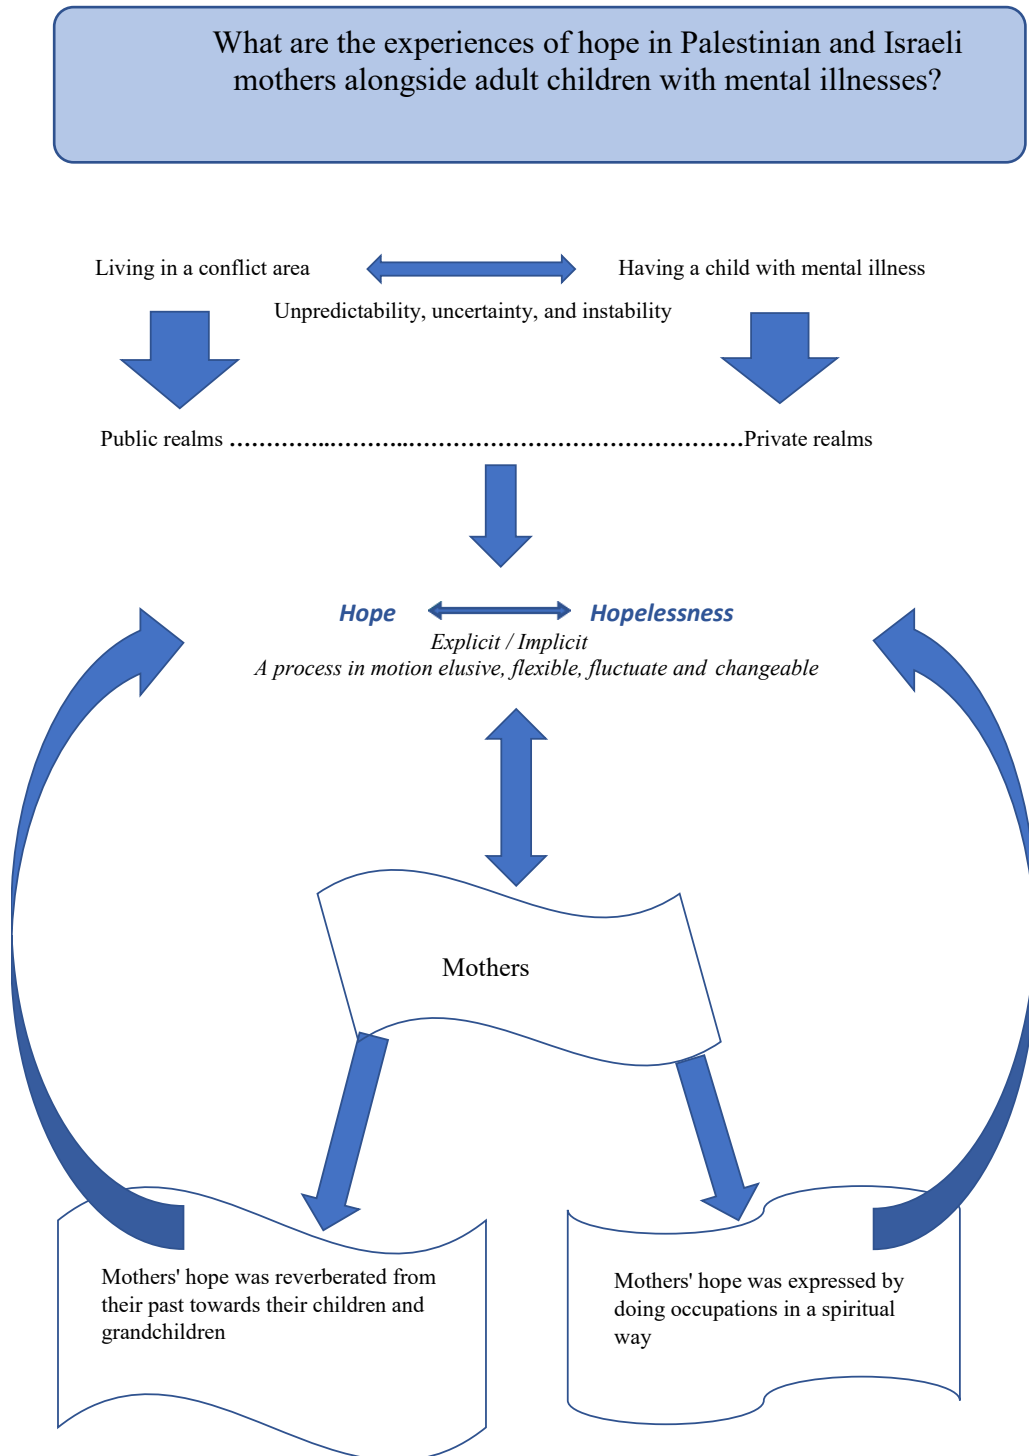 What are the experiences of hope in Palestinian and Israeli
mothers alongside adult children with mental illnesses?
Living in a conflict area
Having a child with mental illness
Unpredictability, uncertainty, and instability
Public realms …………...………...……………………………………Private realms
Hope
Hopelessness
Explicit / Implicit
A process in motion elusive, flexible, fluctuate and changeable
Mothers
Mothers' hope was reverberated from
their past towards their children and
grandchildren
Mothers' hope was expressed by
doing occupations in a spiritual
way